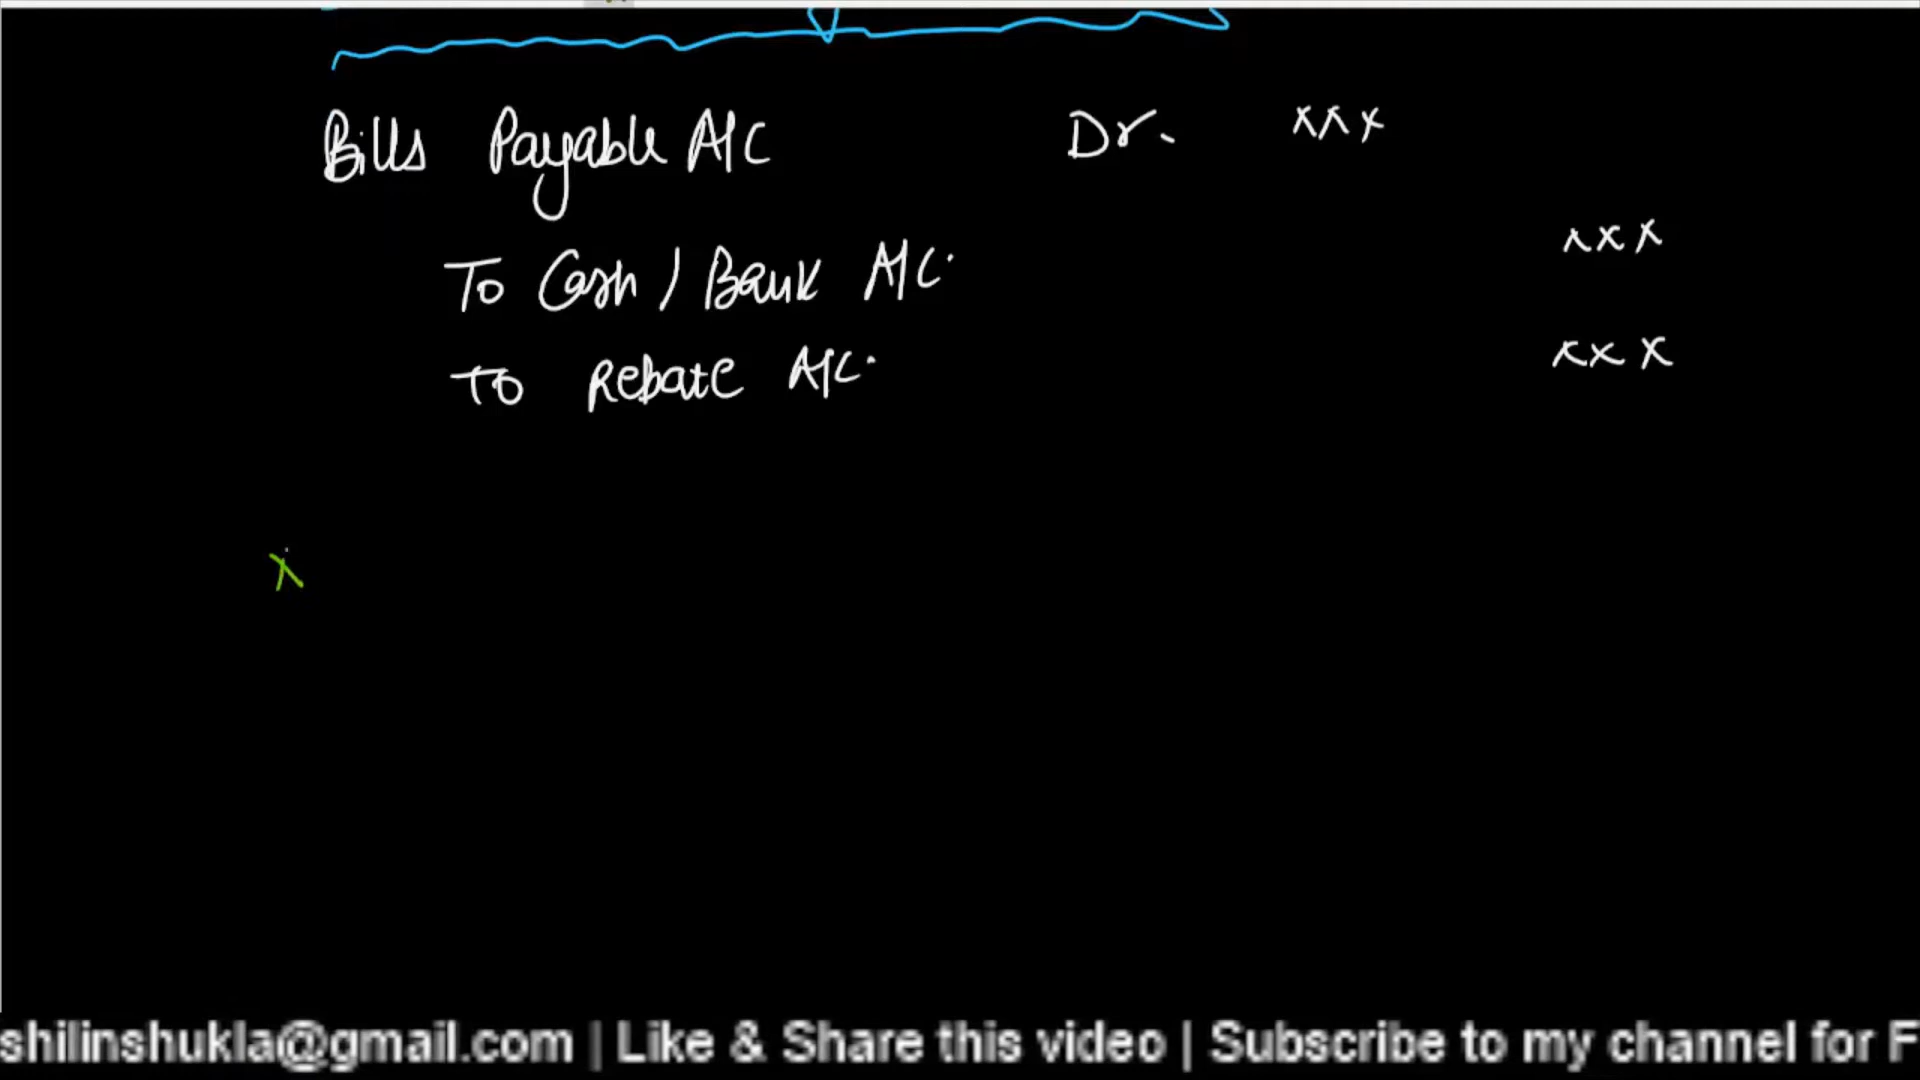 Bills Payable A/C Dr. xxx
To Cash / Bank A/C. xxx
To Rebate A/C. xxx
shilinshukla@gmail.com | Like & Share this video | Subscribe to my channel for F